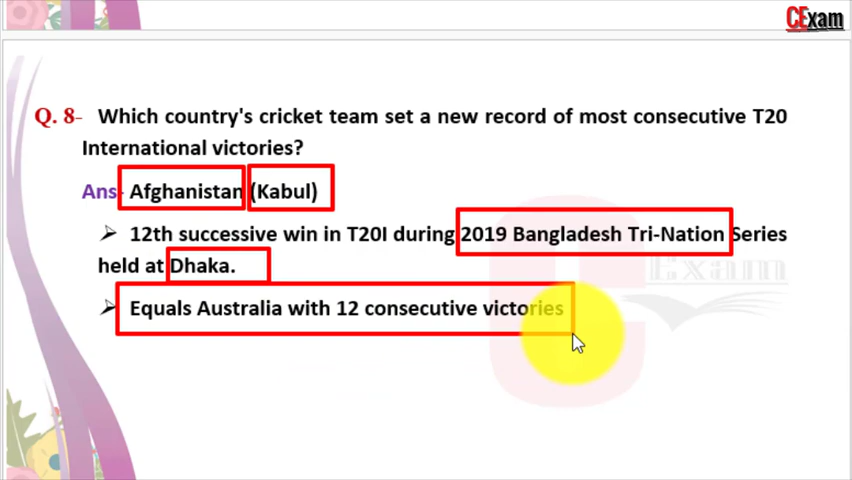 CExam
Q. 8- Which country's cricket team set a new record of most consecutive T20
International victories?
Ans- Afghanistan (Kabul)
➢ 12th successive win in T20I during 2019 Bangladesh Tri-Nation Series
held at Dhaka.
Exam
➢ Equals Australia with 12 consecutive victories